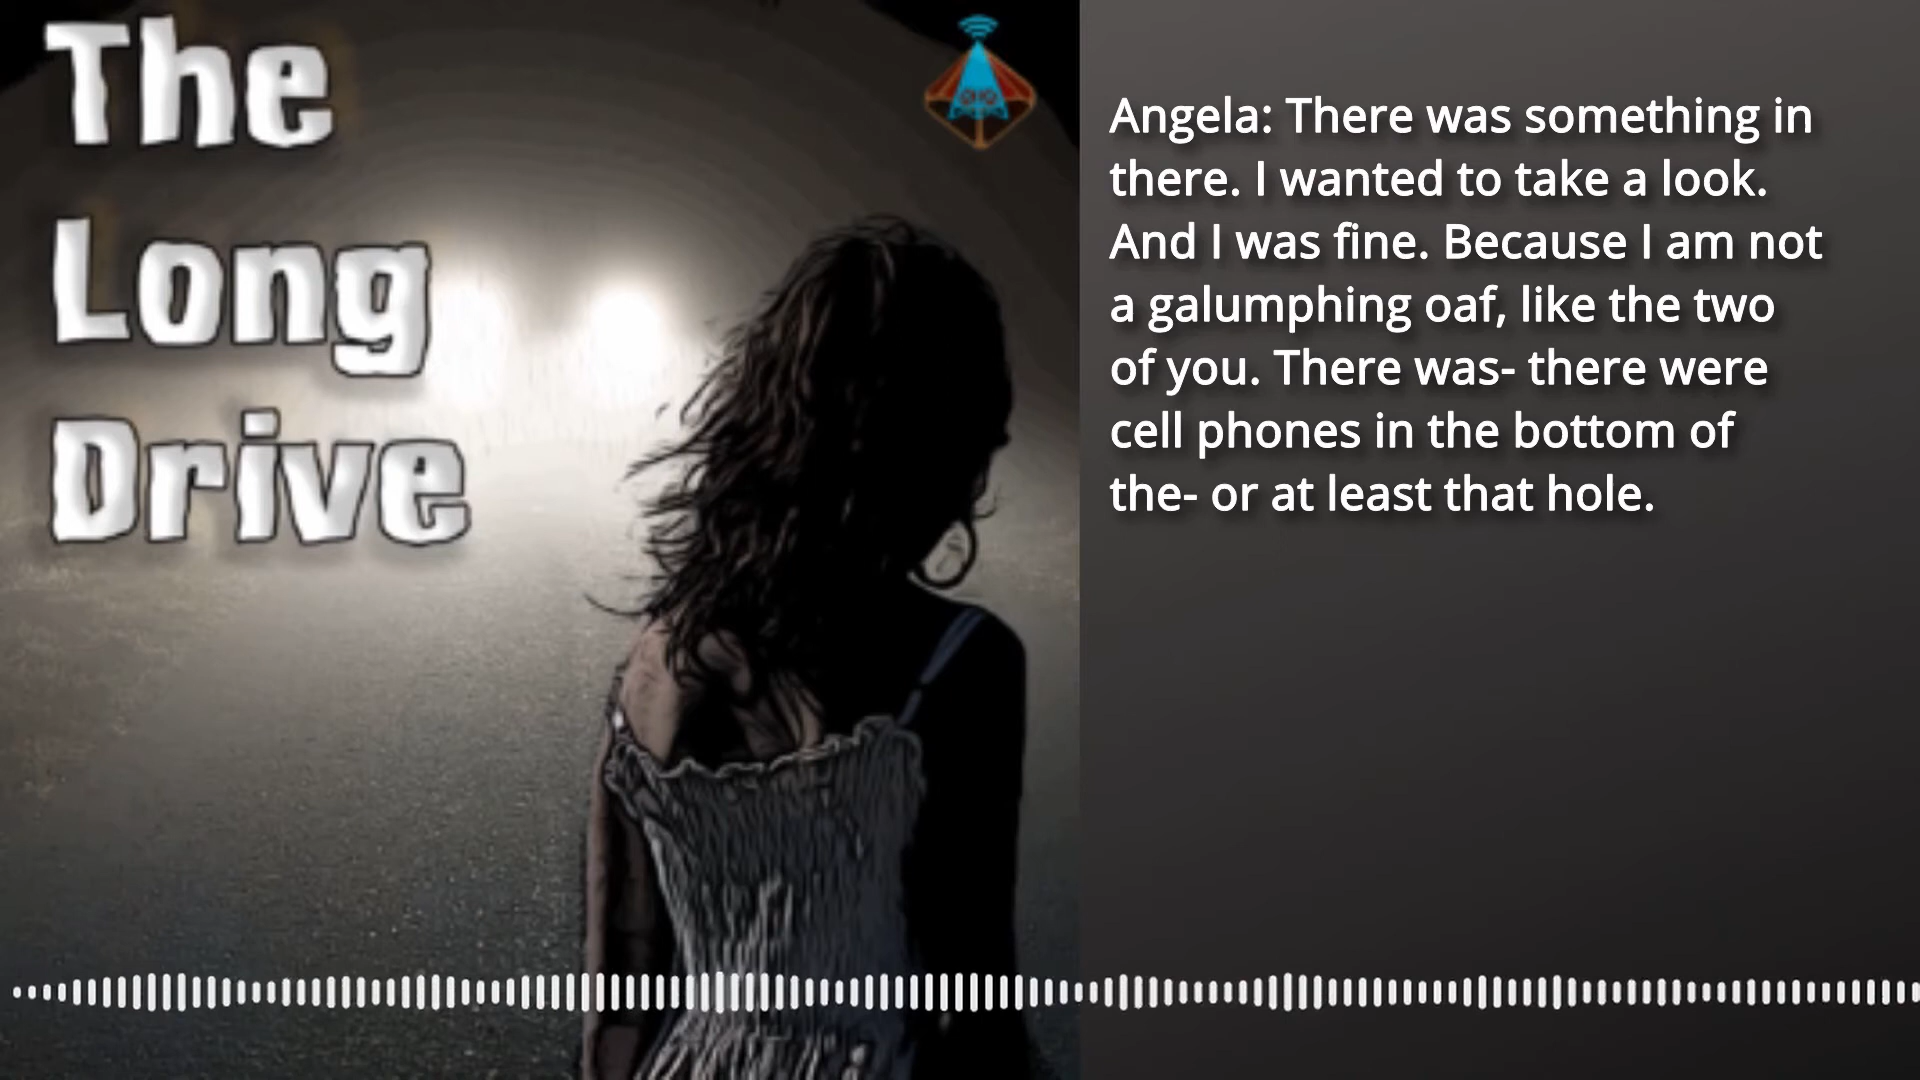 The
Long
Drive
Angela: There was something in
there. I wanted to take a look.
And I was fine. Because I am not
a galumphing oaf, like the two
of you. There was- there were
cell phones in the bottom of
the- or at least that hole.